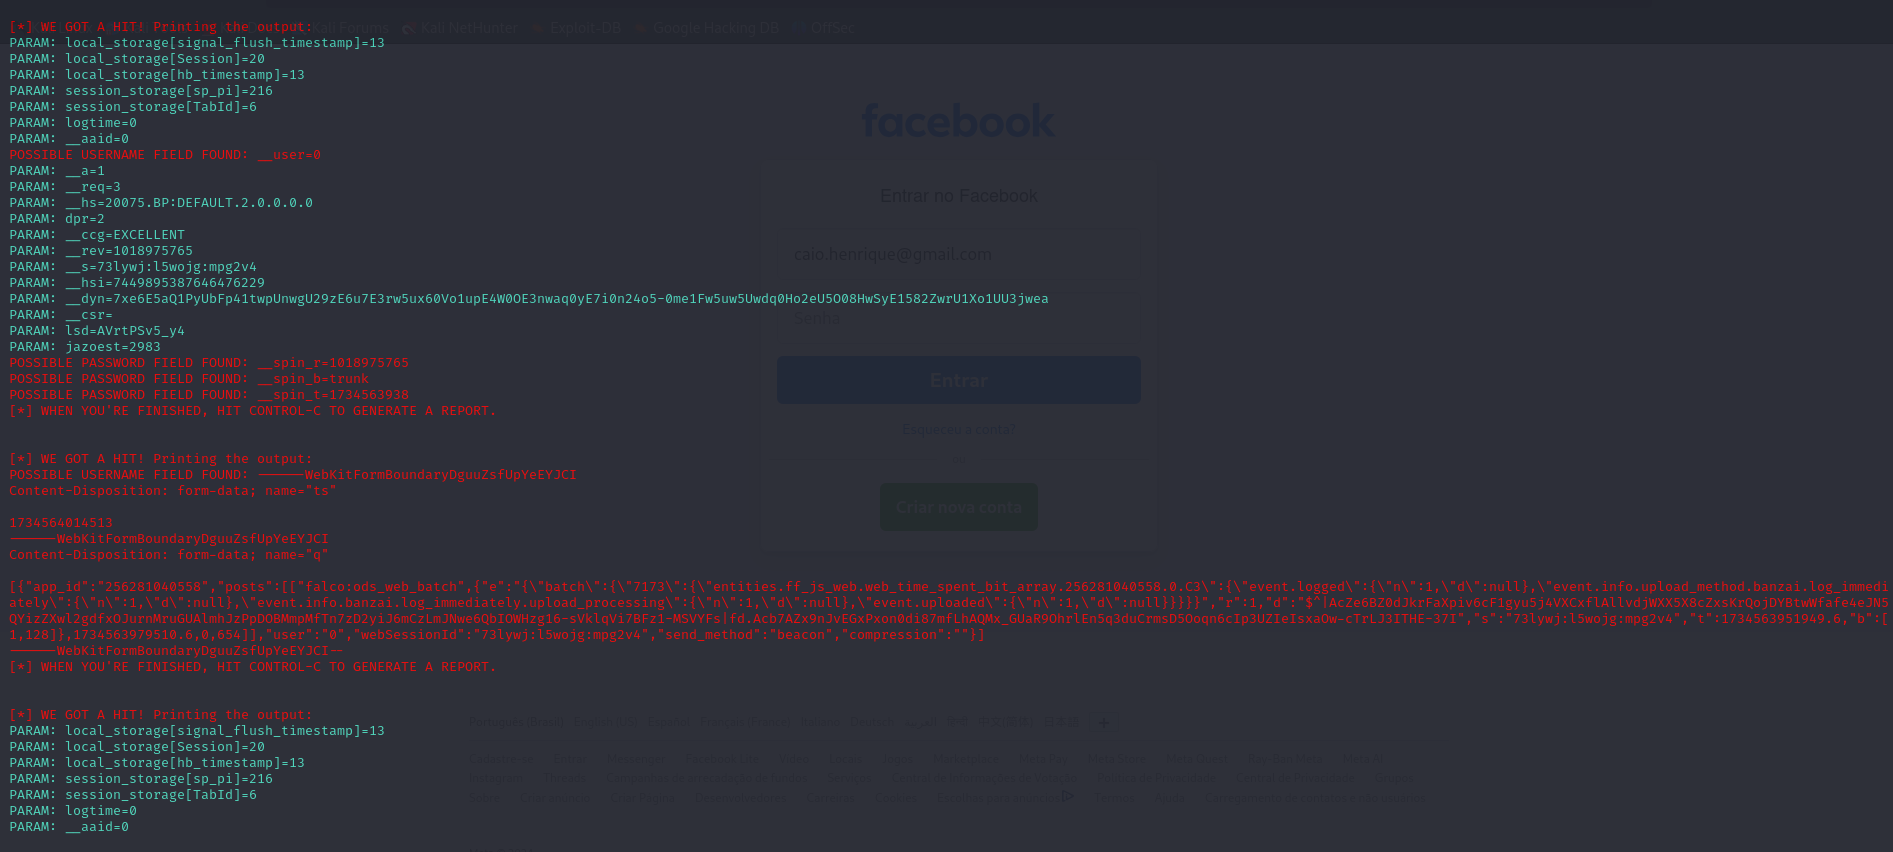 [*] WE GOT A HIT! Printing the output:
Kali Forums Kali NetHunter Exploit-DB Google Hacking DB OffSec
PARAM: local_storage[signal_flush_timestamp]=13
PARAM: local_storage[Session]=20
PARAM: local_storage[hb_timestamp]=13
PARAM: session_storage[sp_pi]=216
PARAM: session_storage[TabId]=6
PARAM: logtime=0
PARAM: __aaid=0
POSSIBLE USERNAME FIELD FOUND: __user=0
PARAM: __a=1
PARAM: __req=3
PARAM: __hs=20075.BP:DEFAULT.2.0.0.0.0
PARAM: dpr=2
PARAM: __ccg=EXCELLENT
PARAM: __rev=1018975765
PARAM: __s=73lywj:l5wojg:mpg2v4
PARAM: __hsi=7449895387646476229
PARAM: __dyn=7xe6E5aQ1PyUbFp41twpUnwgU29zE6u7E3rw5ux60Vo1upE4W0OE3nwaq0yE7i0n24o5-0me1Fw5uw5Uwdq0Ho2eU5O08HwSyE1582ZwrU1Xo1UU3jwea
PARAM: __csr=
PARAM: lsd=AVrtPSv5_y4
PARAM: jazoest=2983
POSSIBLE PASSWORD FIELD FOUND: __spin_r=1018975765
POSSIBLE PASSWORD FIELD FOUND: __spin_b=trunk
POSSIBLE PASSWORD FIELD FOUND: __spin_t=1734563938
[*] WHEN YOU'RE FINISHED, HIT CONTROL-C TO GENERATE A REPORT.
facebook
Entrar no Facebook
caio.henrique@gmail.com
Senha
Entrar
Esqueceu a conta?
Criar nova conta
[*] WE GOT A HIT! Printing the output:
POSSIBLE USERNAME FIELD FOUND: ------WebKitFormBoundaryDguuZsfUpYeEYJCI
Content-Disposition: form-data; name="ts"
1734564014513
------WebKitFormBoundaryDguuZsfUpYeEYJCI
Content-Disposition: form-data; name="q"
[{"app_id":"256281040558","posts":[["falco:ods_web_batch",{"e":"{\"batch\":{\"7173\":{\"entities.ff_js_web.web_time_spent_bit_array.256281040558.0.C3\":{\"event.logged\":{\"n\":1,\"d\":null},\"event.info.upload_method.banzai.log_immedi
ately\":{\"n\":1,\"d\":null},\"event.info.banzai.log_immediately.upload_processing\":{\"n\":1,\"d\":null},\"event.uploaded\":{\"n\":1,\"d\":null}}}}}","r":1,"d":"$^|AcZe6BZ0dJkrFaXpiv6cF1gyu5j4VXCxflAllvdjWXX5X8cZxsKrQojDYBtwWfafe4eJN5
QYizZXwl2gdfxOJurnMruGUAlmhJzPpDOBMmpMfTn7zD2yiJ6mCzLmJNwe6QbIOWHzg16-sVklqVi7BFz1-MSVYFs|fd.Acb7AZx9nJvEGxPxon0di87mfLhAQMx_GUaR9OhrlEn5q3duCrmsD5Ooqn6cIp3UZIeIsxaOw-cTrLJ3ITHE-37I","s":"73lywj:l5wojg:mpg2v4","t":1734563951949.6,"b":[
1,128]},1734563979510.6,0,654]],"user":"0","webSessionId":"73lywj:l5wojg:mpg2v4","send_method":"beacon","compression":""}]
------WebKitFormBoundaryDguuZsfUpYeEYJCI--
[*] WHEN YOU'RE FINISHED, HIT CONTROL-C TO GENERATE A REPORT.
[*] WE GOT A HIT! Printing the output:
PARAM: local_storage[signal_flush_timestamp]=13
PARAM: local_storage[Session]=20
PARAM: local_storage[hb_timestamp]=13
PARAM: session_storage[sp_pi]=216
PARAM: session_storage[TabId]=6
PARAM: logtime=0
PARAM: __aaid=0